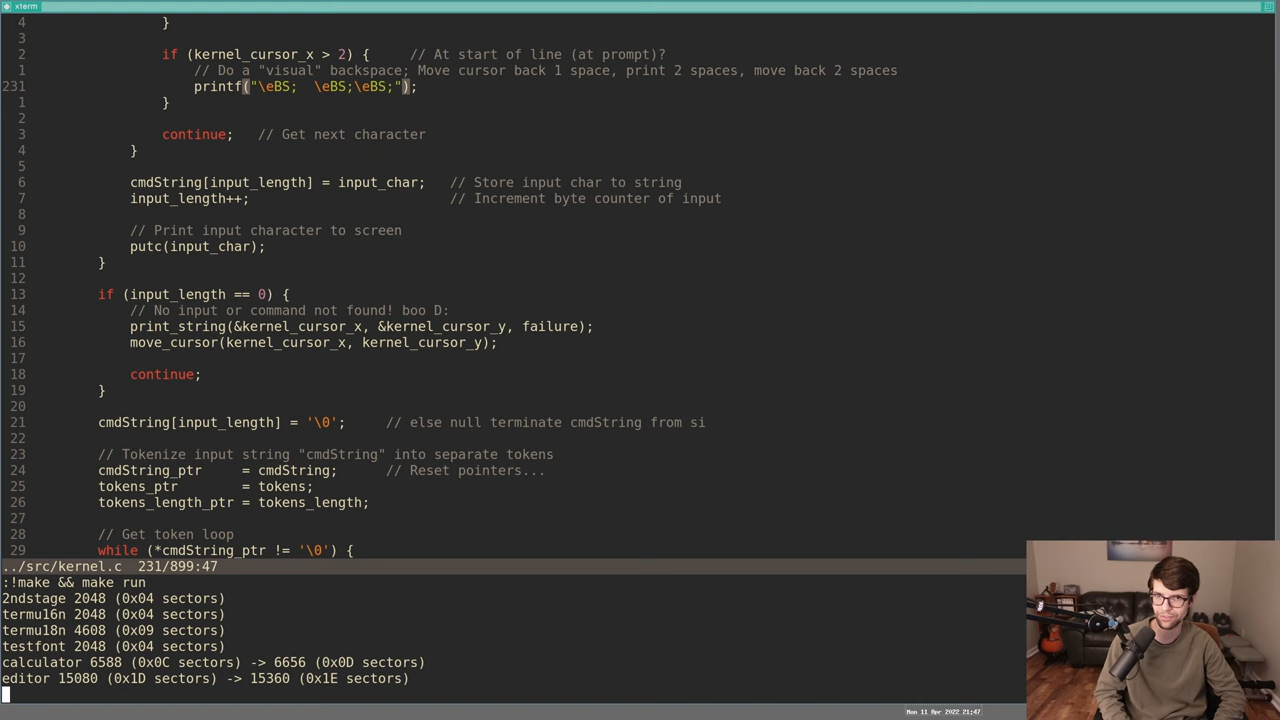 xterm
4                 }
3
2                 if (kernel_cursor_x > 2) {     // At start of line (at prompt)?
1                     // Do a "visual" backspace; Move cursor back 1 space, print 2 spaces, move back 2 spaces
231                     printf("\eBS;  \eBS;\eBS;");
1                 }
2
3                 continue;   // Get next character
4             }
5
6             cmdString[input_length] = input_char;   // Store input char to string
7             input_length++;                         // Increment byte counter of input
8
9             // Print input character to screen
10             putc(input_char);
11         }
12
13         if (input_length == 0) {
14             // No input or command not found! boo D:
15             print_string(&kernel_cursor_x, &kernel_cursor_y, failure);
16             move_cursor(kernel_cursor_x, kernel_cursor_y);
17
18             continue;
19         }
20
21         cmdString[input_length] = '\0';     // else null terminate cmdString from si
22
23         // Tokenize input string "cmdString" into separate tokens
24         cmdString_ptr     = cmdString;      // Reset pointers...
25         tokens_ptr        = tokens;
26         tokens_length_ptr = tokens_length;
27
28         // Get token loop
29         while (*cmdString_ptr != '\0') {
../src/kernel.c  231/899:47
:!make && make run
2ndstage 2048 (0x04 sectors)
termu16n 2048 (0x04 sectors)
termu18n 4608 (0x09 sectors)
testfont 2048 (0x04 sectors)
calculator 6588 (0x0C sectors) -> 6656 (0x0D sectors)
editor 15080 (0x1D sectors) -> 15360 (0x1E sectors)
Mon 11 Apr 2022 21:47